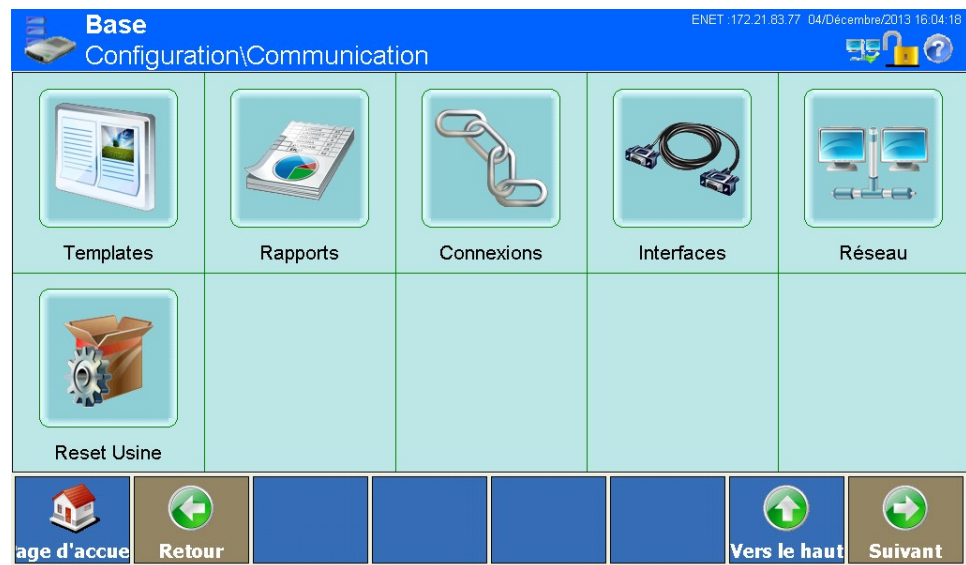 Base
ENET :172.21.83.77 04/Décembre/2013 16:04:18
Configuration\Communication
Templates
Rapports
Connexions
Interfaces
Réseau
Reset Usine
age d'accue
Retour
Vers le haut
Suivant